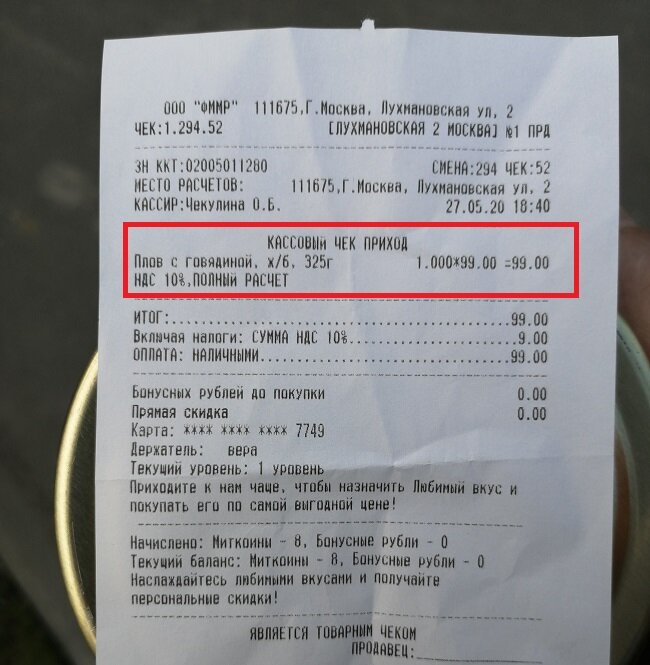 ООО "ФММР" 111675,Г.Москва, Лухмановская ул, 2
ЧЕК:1.294.52 [ЛУХМАНОВСКАЯ 2 МОСКВА] №1 ПРД
ЗН ККТ:02005011280 СМЕНА:294 ЧЕК:52
МЕСТО РАСЧЕТОВ: 111675,Г.Москва, Лухмановская ул, 2
КАССИР:Чекулина О.Б. 27.05.20 18:40
КАССОВЫЙ ЧЕК ПРИХОД
Плов с говядиной, ж/б, 325г 1.000*99.00 =99.00
НДС 10%,ПОЛНЫЙ РАСЧЕТ
ИТОГ:..................................................99.00
Включая налоги: СУММА НДС 10%....................9.00
ОПЛАТА: НАЛИЧНЫМИ..............................99.00
Бонусных рублей до покупки 0.00
Прямая скидка 0.00
Карта: **** **** **** 7749
Держатель: вера
Текущий уровень: 1 уровень
Приходите к нам чаще, чтобы назначить Любимый вкус и
покупать его по самой выгодной цене!
Начислено: Миткоины - 8, Бонусные рубли - 0
Текущий баланс: Миткоины - 8, Бонусные рубли - 0
Наслаждайтесь любимыми вкусами и получайте
персональные скидки!
ЯВЛЯЕТСЯ ТОВАРНЫМ ЧЕКОМ
ПРОДАВЕЦ: